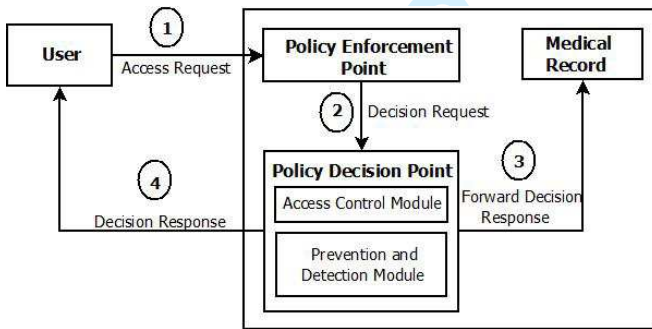 1
User
Access Request
Policy Enforcement
Point
Medical
Record
2
Decision Request
Policy Decision Point
Access Control Module
Prevention and
Detection Module
3
Forward Decision
Response
4
Decision Response